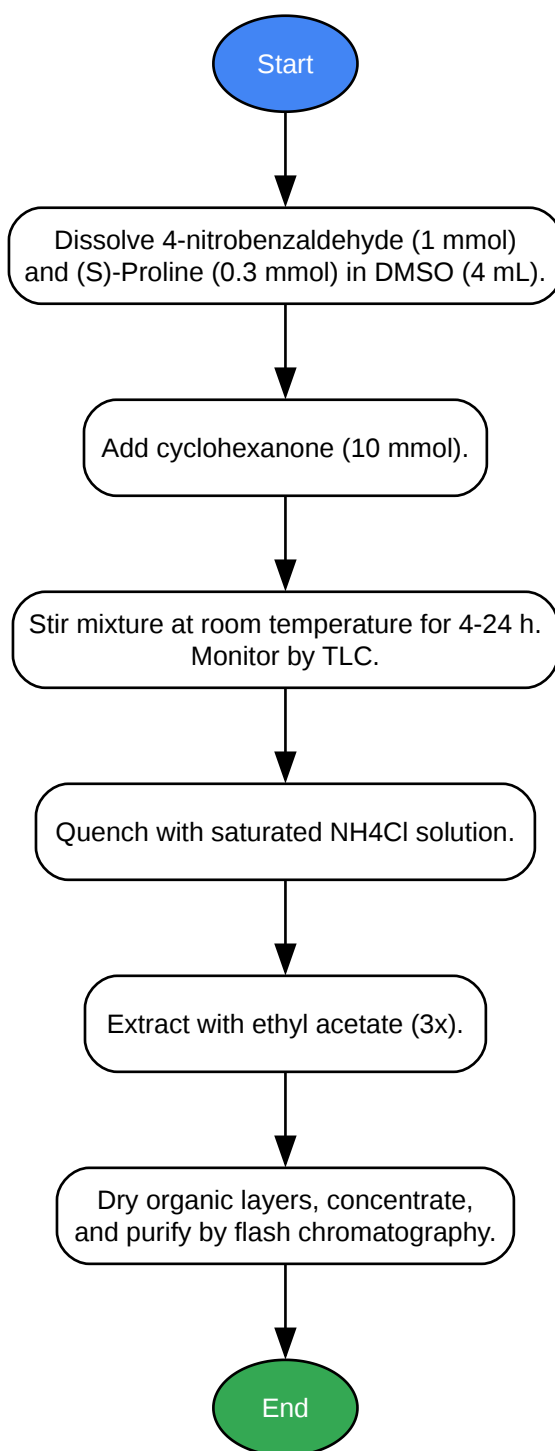 Start
Dissolve 4-nitrobenzaldehyde (1 mmol)
and (S)-Proline (0.3 mmol) in DMSO (4 mL).
Add cyclohexanone (10 mmol).
Stir mixture at room temperature for 4-24 h.
Monitor by TLC.
Quench with saturated NH4Cl solution.
Extract with ethyl acetate (3x).
Dry organic layers, concentrate,
and purify by flash chromatography.
End